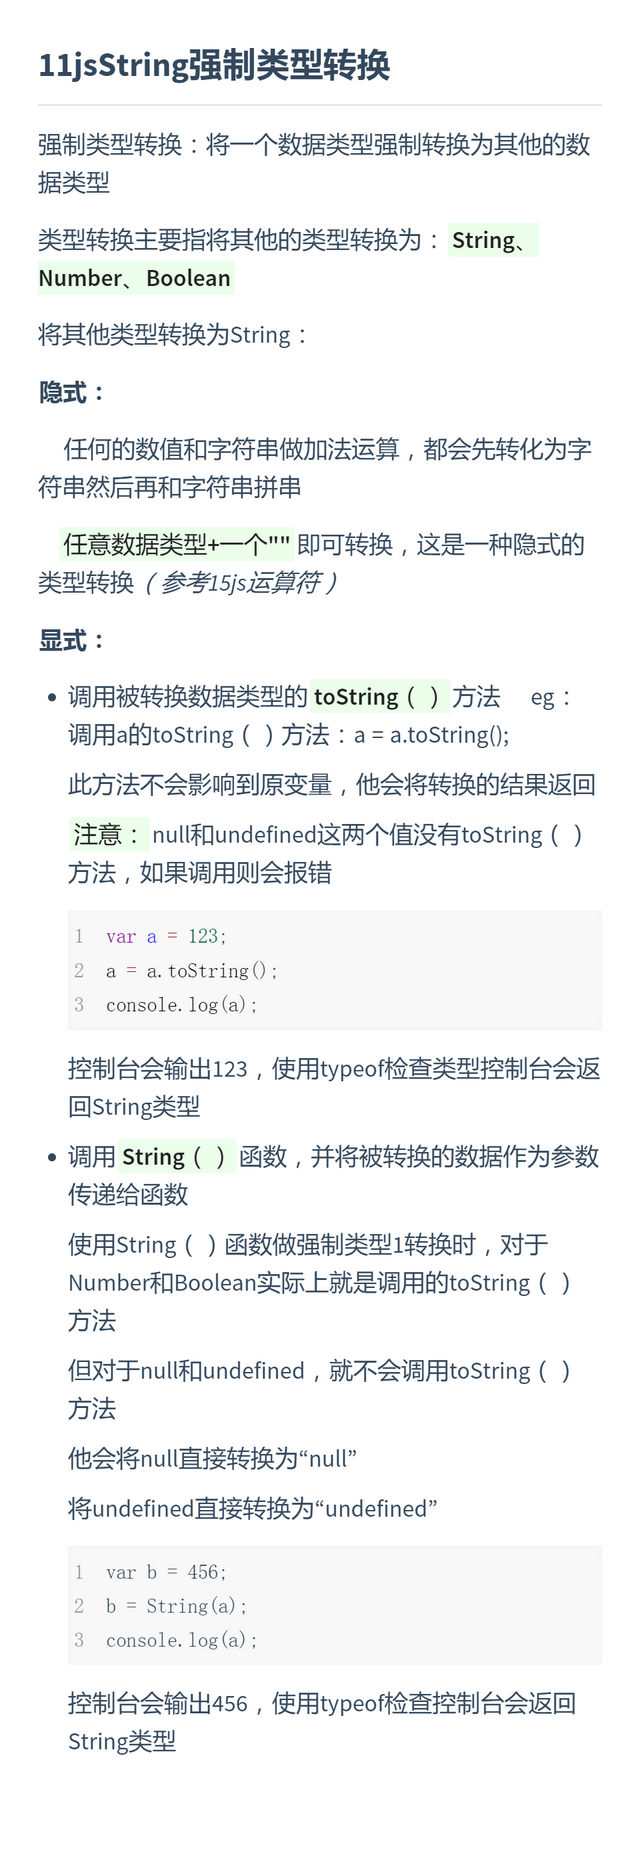 11jsString强制类型转换
强制类型转换：将一个数据类型强制转换为其他的数
据类型
类型转换主要指将其他的类型转换为： String、
Number、Boolean
将其他类型转换为String：
隐式：
任何的数值和字符串做加法运算，都会先转化为字
符串然后再和字符串拼串
任意数据类型+一个"" 即可转换，这是一种隐式的
类型转换（参考15js运算符）
显式：
• 调用被转换数据类型的 toString（ ） 方法 eg：
调用a的toString（ ）方法：a = a.toString();
此方法不会影响到原变量，他会将转换的结果返回
注意： null和undefined这两个值没有toString（ ）
方法，如果调用则会报错
1 var a = 123;
2 a = a.toString();
3 console.log(a);
控制台会输出123，使用typeof检查类型控制台会返
回String类型
• 调用 String（ ） 函数，并将被转换的数据作为参数
传递给函数
使用String（ ）函数做强制类型1转换时，对于
Number和Boolean实际上就是调用的toString（ ）
方法
但对于null和undefined，就不会调用toString（ ）
方法
他会将null直接转换为“null”
将undefined直接转换为“undefined”
1 var b = 456;
2 b = String(a);
3 console.log(a);
控制台会输出456，使用typeof检查控制台会返回
String类型